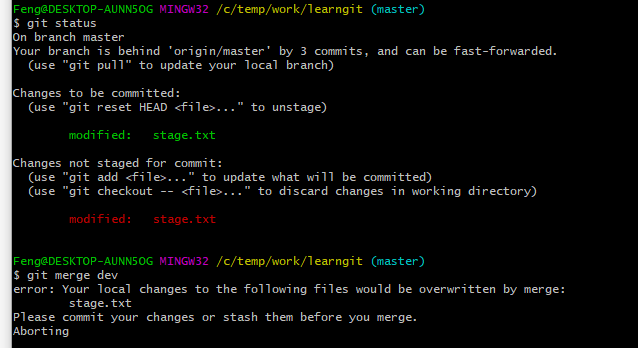 Feng@DESKTOP-AUNN5OG MINGW32 /c/temp/work/learngit (master)
$ git status
On branch master
Your branch is behind 'origin/master' by 3 commits, and can be fast-forwarded.
  (use "git pull" to update your local branch)
Changes to be committed:
  (use "git reset HEAD <file>..." to unstage)
        modified:   stage.txt
Changes not staged for commit:
  (use "git add <file>..." to update what will be committed)
  (use "git checkout -- <file>..." to discard changes in working directory)
        modified:   stage.txt
Feng@DESKTOP-AUNN5OG MINGW32 /c/temp/work/learngit (master)
$ git merge dev
error: Your local changes to the following files would be overwritten by merge:
        stage.txt
Please commit your changes or stash them before you merge.
Aborting